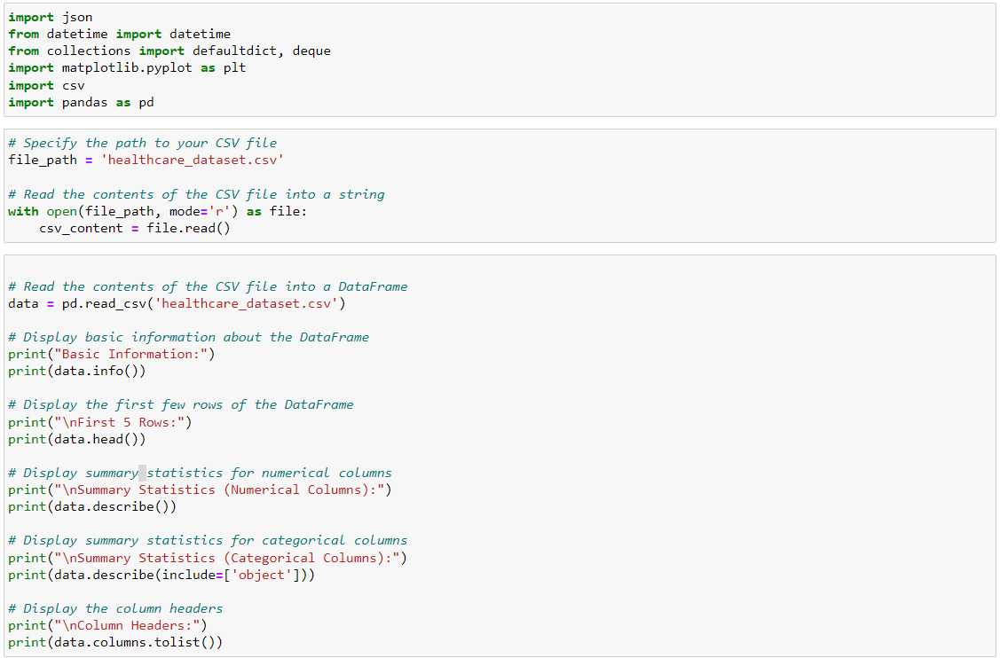 import json
from datetime import datetime
from collections import defaultdict, deque
import matplotlib.pyplot as plt
import csv
import pandas as pd
# Specify the path to your CSV file
file_path = 'healthcare_dataset.csv'
# Read the contents of the CSV file into a string
with open(file_path, mode='r') as file:
    csv_content = file.read()
# Read the contents of the CSV file into a DataFrame
data = pd.read_csv('healthcare_dataset.csv')
# Display basic information about the DataFrame
print("Basic Information:")
print(data.info())
# Display the first few rows of the DataFrame
print("\nFirst 5 Rows:")
print(data.head())
# Display summary statistics for numerical columns
print("\nSummary Statistics (Numerical Columns):")
print(data.describe())
# Display summary statistics for categorical columns
print("\nSummary Statistics (Categorical Columns):")
print(data.describe(include=['object']))
# Display the column headers
print("\nColumn Headers:")
print(data.columns.tolist())